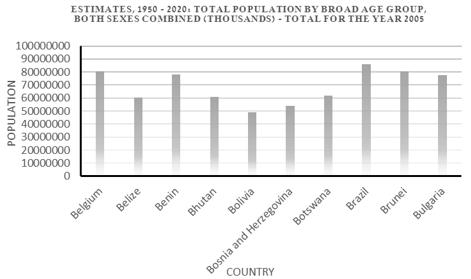 ESTIMATES, 1950 - 2020: TOTAL POPULATION BY BROAD AGE GROUP,
BOTH SEXES COMBINED (THOUSANDS) - TOTAL FOR THE YEAR 2005
POPULATION
100000000
90000000
80000000
70000000
60000000
50000000
40000000
30000000
20000000
10000000
0
Belgium
Belize
Benin
Bhutan
Bolivia
Bosnia and Herzegovina
Botswana
Brazil
Brunei
Bulgaria
COUNTRY